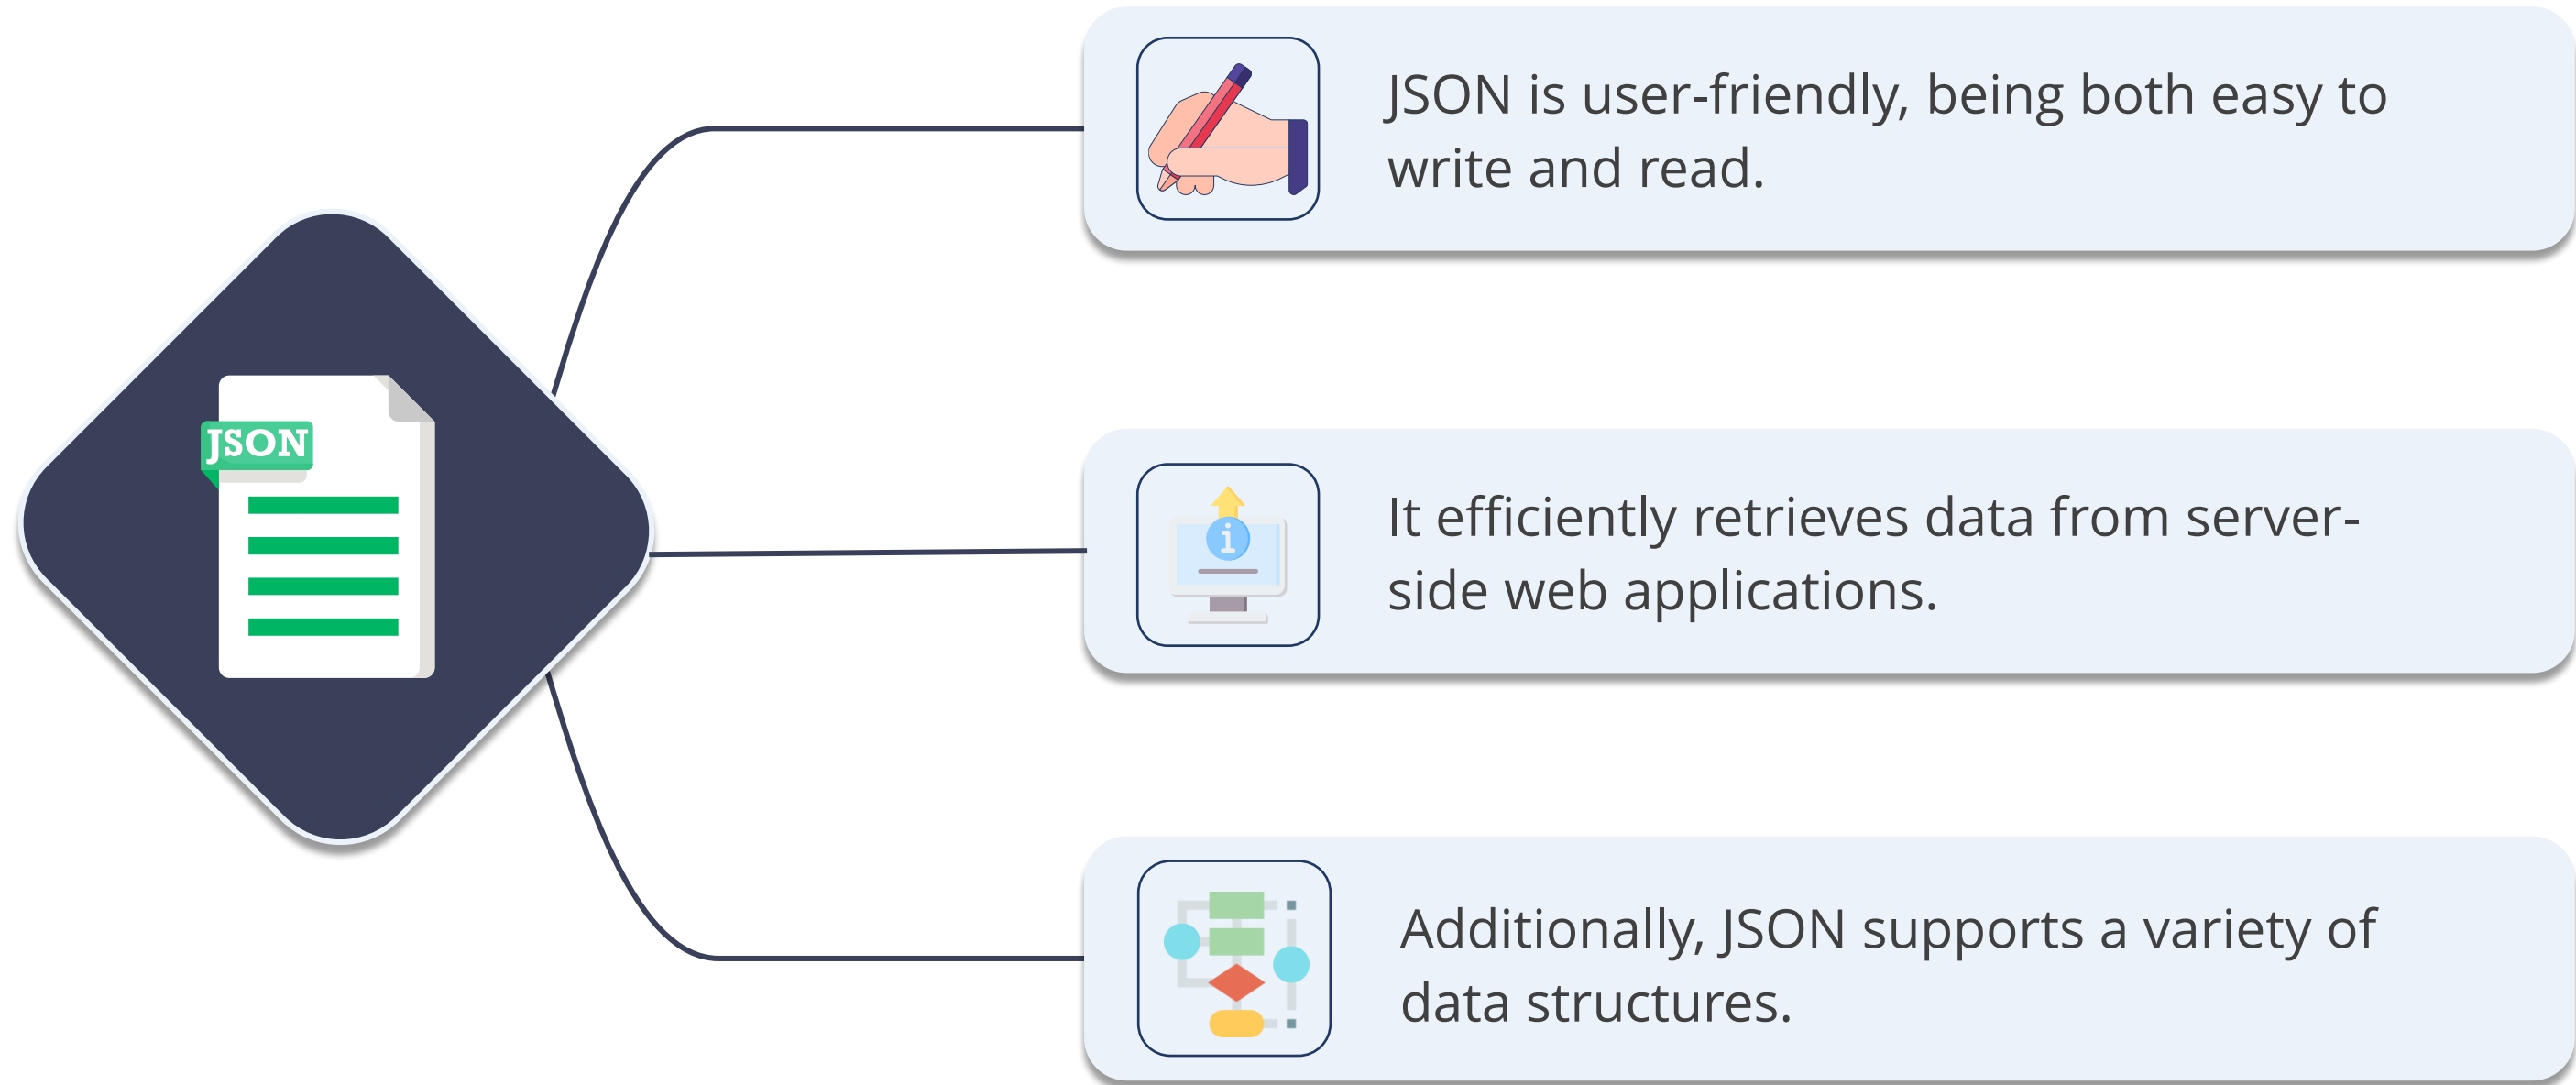 JSON is user-friendly, being both easy to
write and read.
JSON
It efficiently retrieves data from server-
side web applications.
Additionally, JSON supports a variety of
data structures.